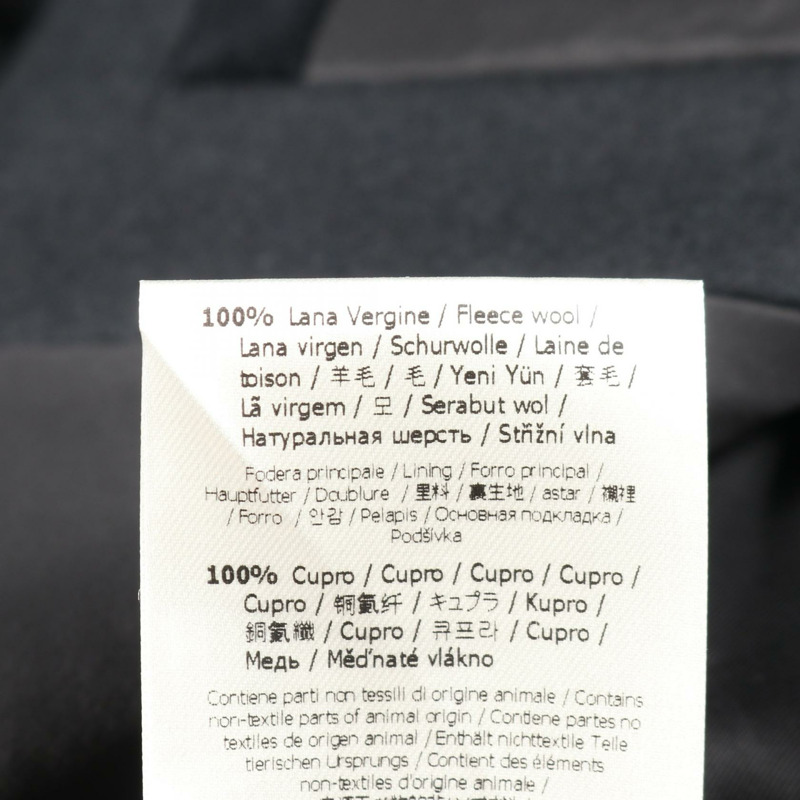 100% Lana Vergine / Fleece wool /
Lana virgen / Schurwolle / Laine de
toison / 羊毛 / 毛 / Yeni Yün / 套毛 /
Lã virgem / 모 / Serabut wol /
Натуральная шерсть / Střižní vlna
Fodera principale / Lining / Forro principal /
Hauptfutter / Doublure / 里料 / 裏生地 / astar / 襯裡
/ Forro / 안감 / Pelapis / Основная подкладка /
Podšívka
100% Cupro / Cupro / Cupro / Cupro /
Cupro / 铜氨纤 / キュプラ / Kupro /
銅氨纖 / Cupro / 큐프라 / Cupro /
Медь / Měďnaté vlákno
Contiene parti non tessili di origine animale / Contains
non-textile parts of animal origin / Contiene partes no
textiles de origen animal / Enthält nichttextile Teile
tierischen Ursprungs / Contient des éléments
non-textiles d'origine animale /